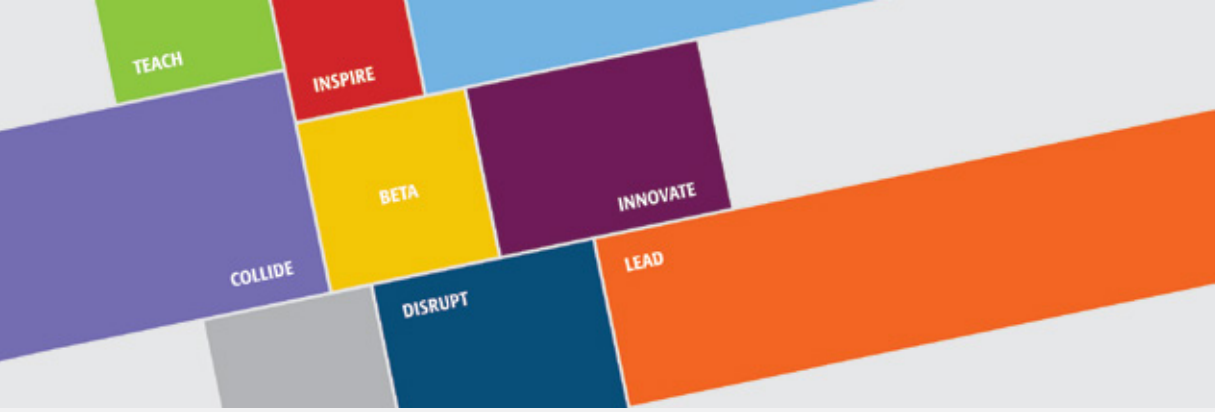 TEACH
INSPIRE
BETA
INNOVATE
COLLIDE
LEAD
DISRUPT